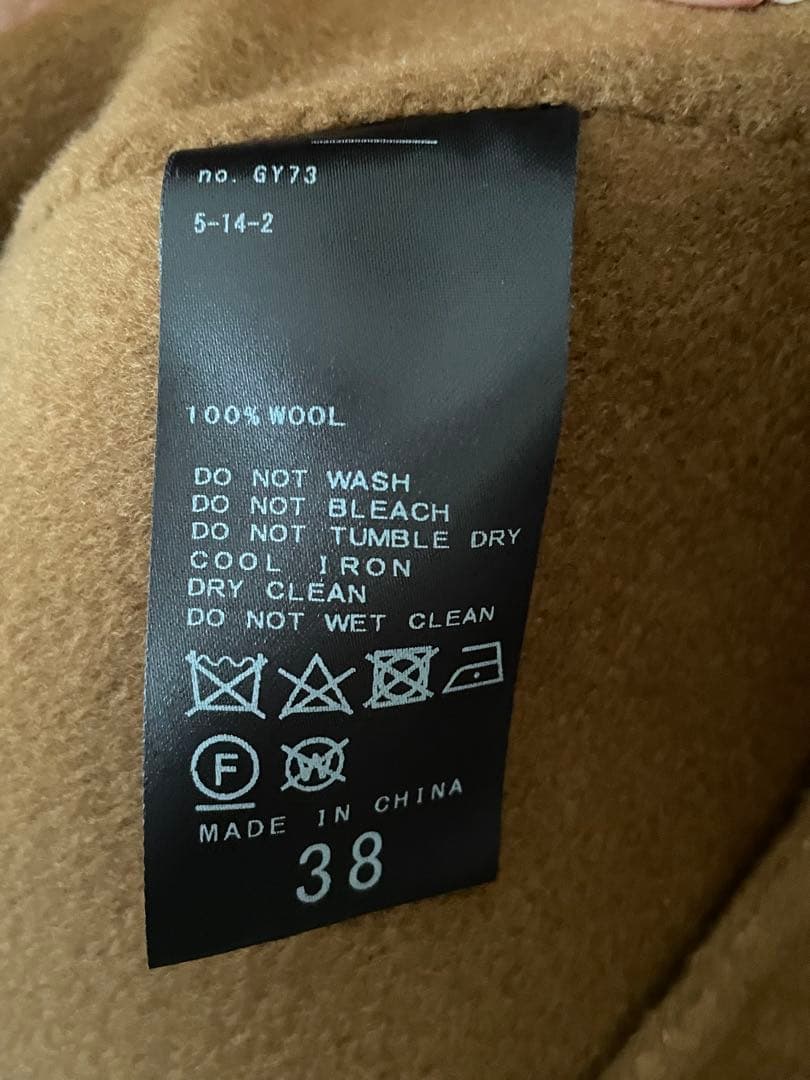 no. GY73
5-14-2
100% WOOL
DO NOT WASH
DO NOT BLEACH
DO NOT TUMBLE DRY
COOL IRON
DRY CLEAN
DO NOT WET CLEAN
F W
MADE IN CHINA
38